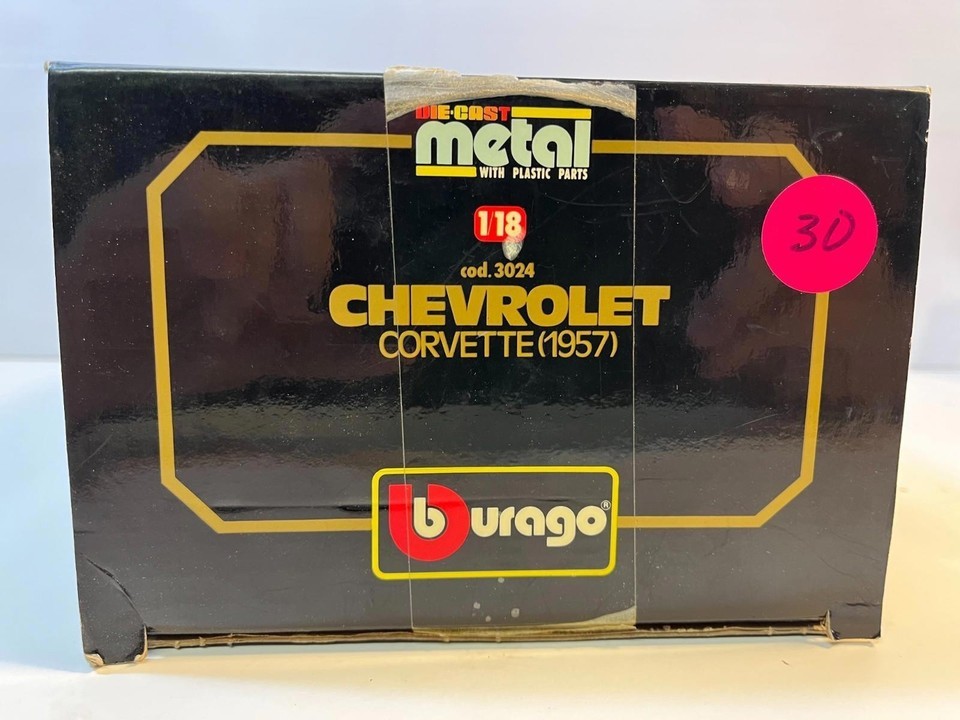 DIE-CAST
metal
WITH PLASTIC PARTS
1/18
30
cod. 3024
CHEVROLET
CORVETTE (1957)
burago®